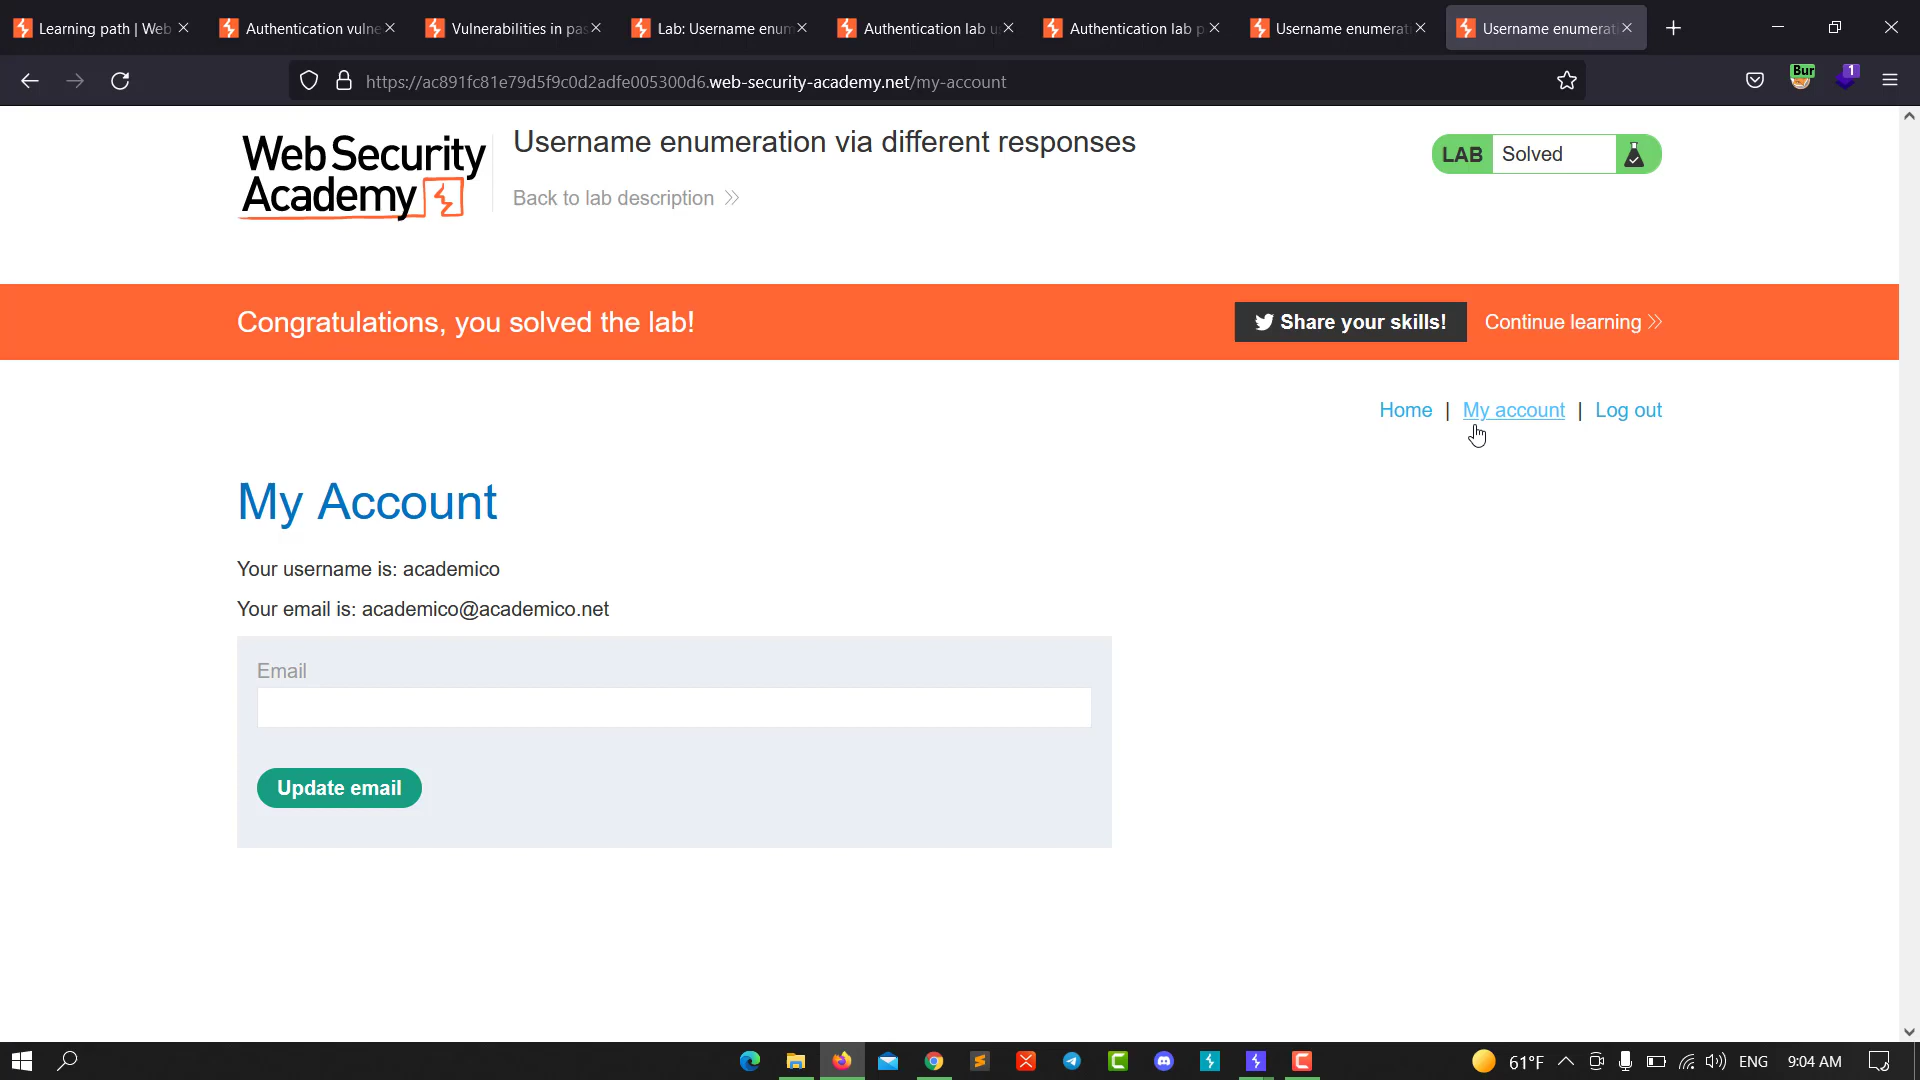 Learning path | Web
Authentication vulne
Vulnerabilities in pas
Lab: Username enum
Authentication lab u
Authentication lab p
Username enumerati
Username enumerati
https://ac891fc81e79d5f9c0d2adfe005300d6.web-security-academy.net/my-account
Bur
1
Web Security
Academy
Username enumeration via different responses
Back to lab description
LAB Solved
Congratulations, you solved the lab!
Share your skills!
Continue learning
Home | My account | Log out
My Account
Your username is: academico
Your email is: academico@academico.net
Email
Update email
61°F
ENG
9:04 AM